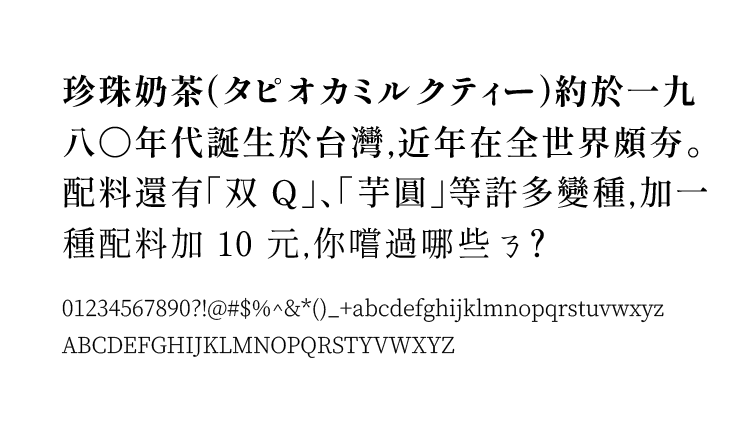 珍珠奶茶(タピオカミルクティー)約於一九
八〇年代誕生於台灣,近年在全世界頗夯。
配料還有「双 Q」、「芋圓」等許多變種,加一
種配料加 10 元,你嚐過哪些ㄋ?
01234567890?!@#$%^&*()_+abcdefghijklmnopqrstuvwxyz
ABCDEFGHIJKLMNOPQRSTYVWXYZ